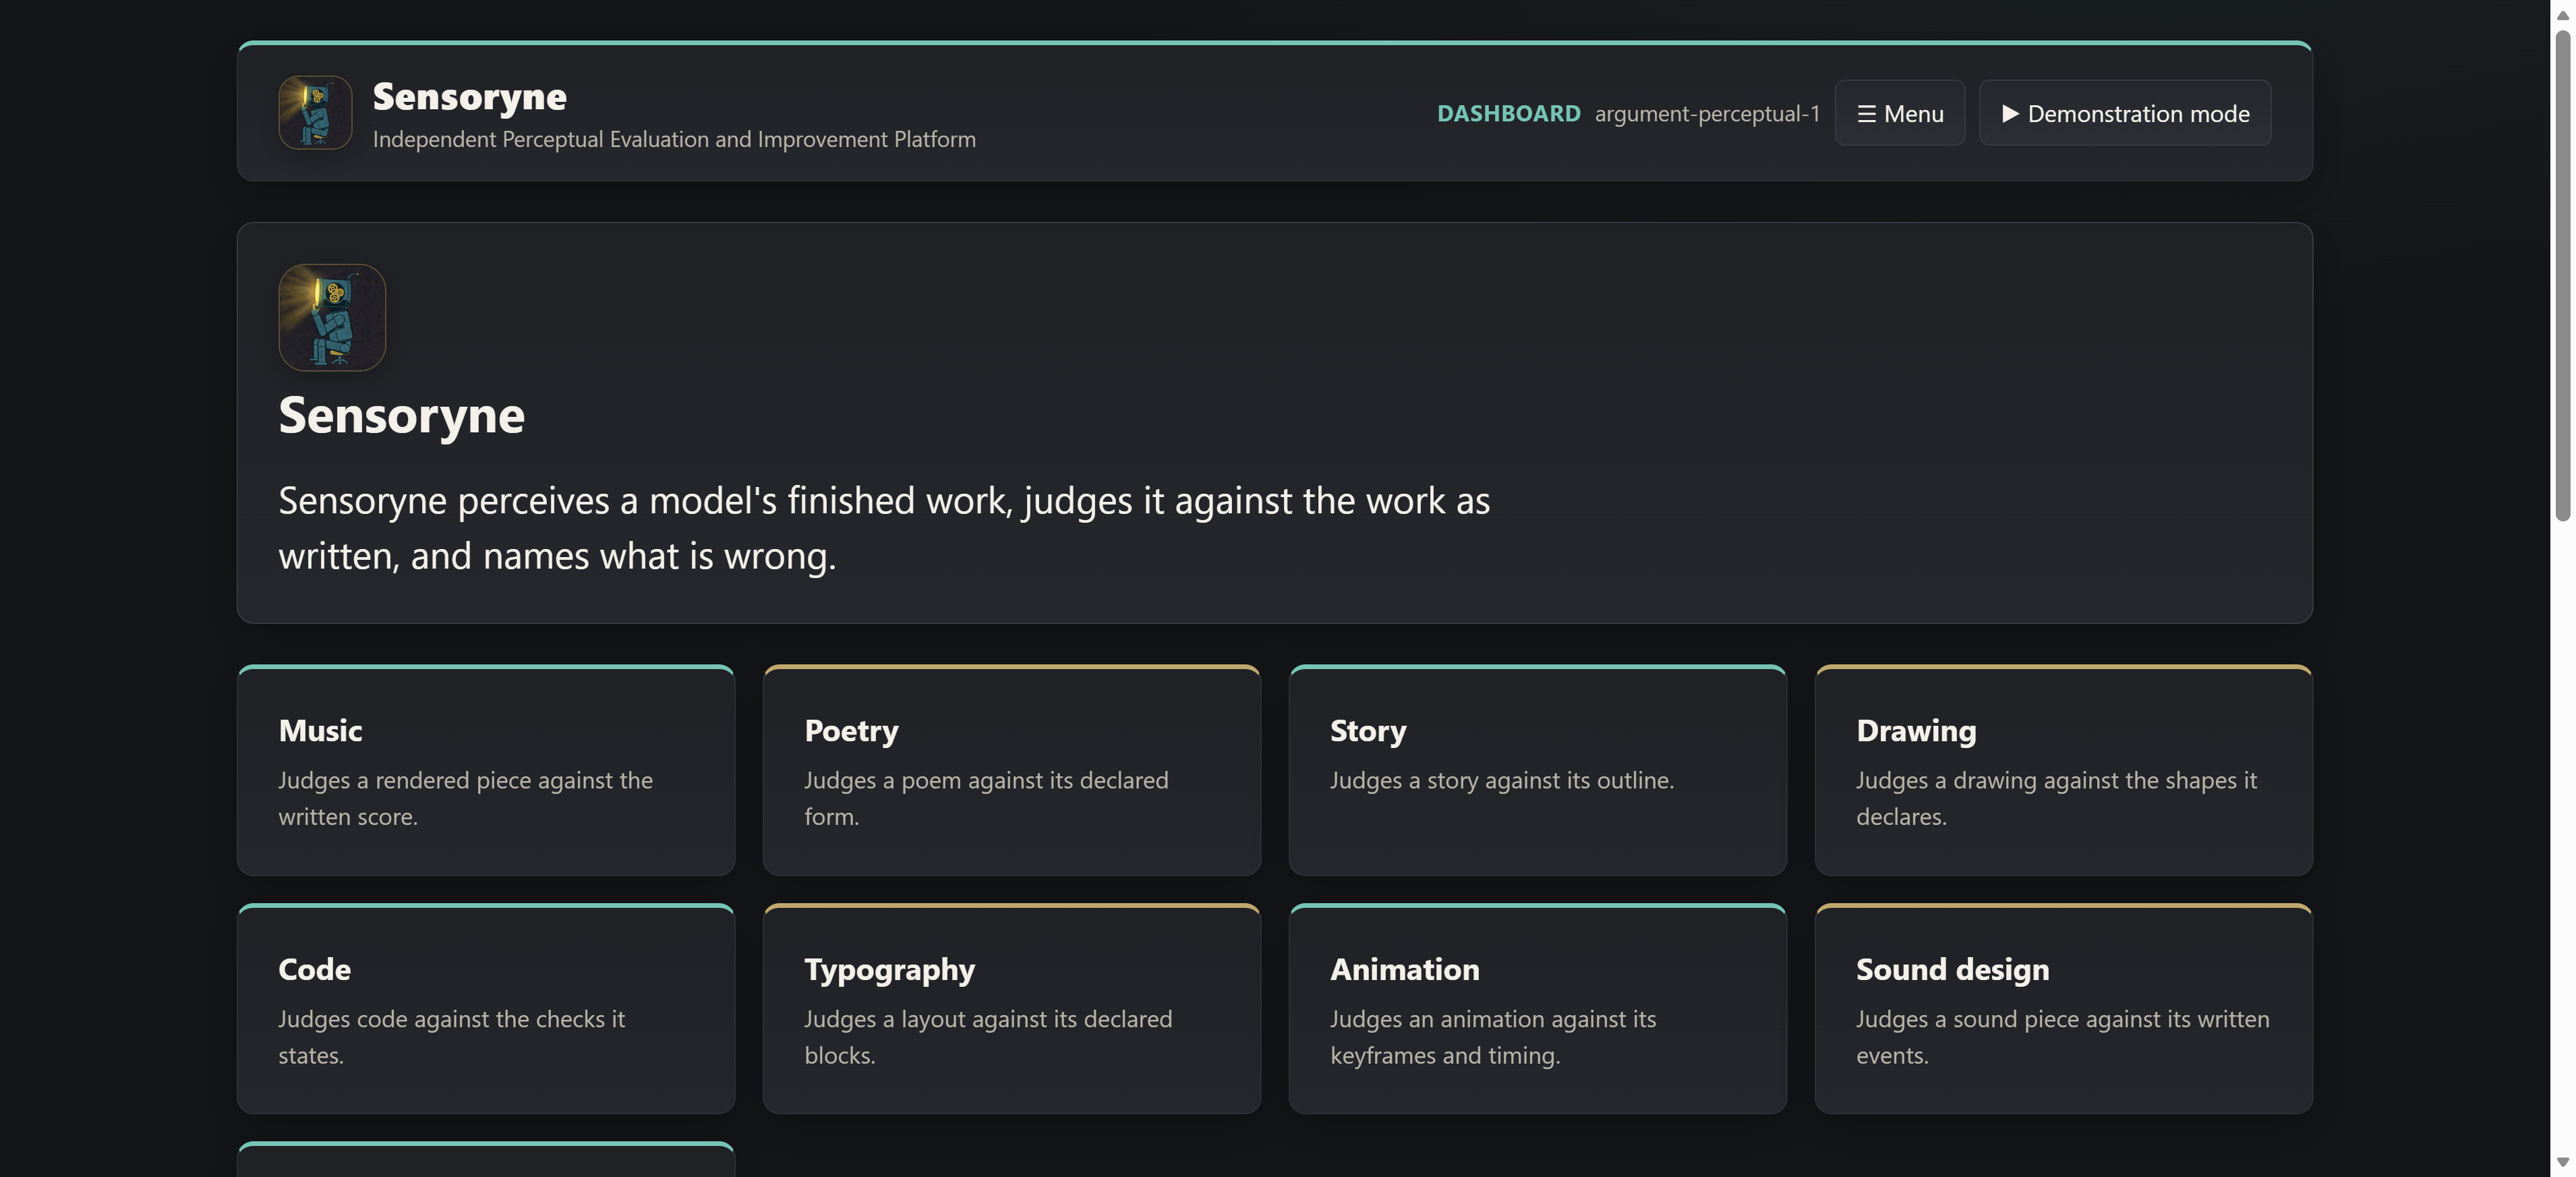 Sensoryne
Independent Perceptual Evaluation and Improvement Platform
DASHBOARD argument-perceptual-1 ☰ Menu ▶ Demonstration mode
Sensoryne
Sensoryne perceives a model's finished work, judges it against the work as
written, and names what is wrong.
Music
Judges a rendered piece against the
written score.
Poetry
Judges a poem against its declared
form.
Story
Judges a story against its outline.
Drawing
Judges a drawing against the shapes it
declares.
Code
Judges code against the checks it
states.
Typography
Judges a layout against its declared
blocks.
Animation
Judges an animation against its
keyframes and timing.
Sound design
Judges a sound piece against its written
events.